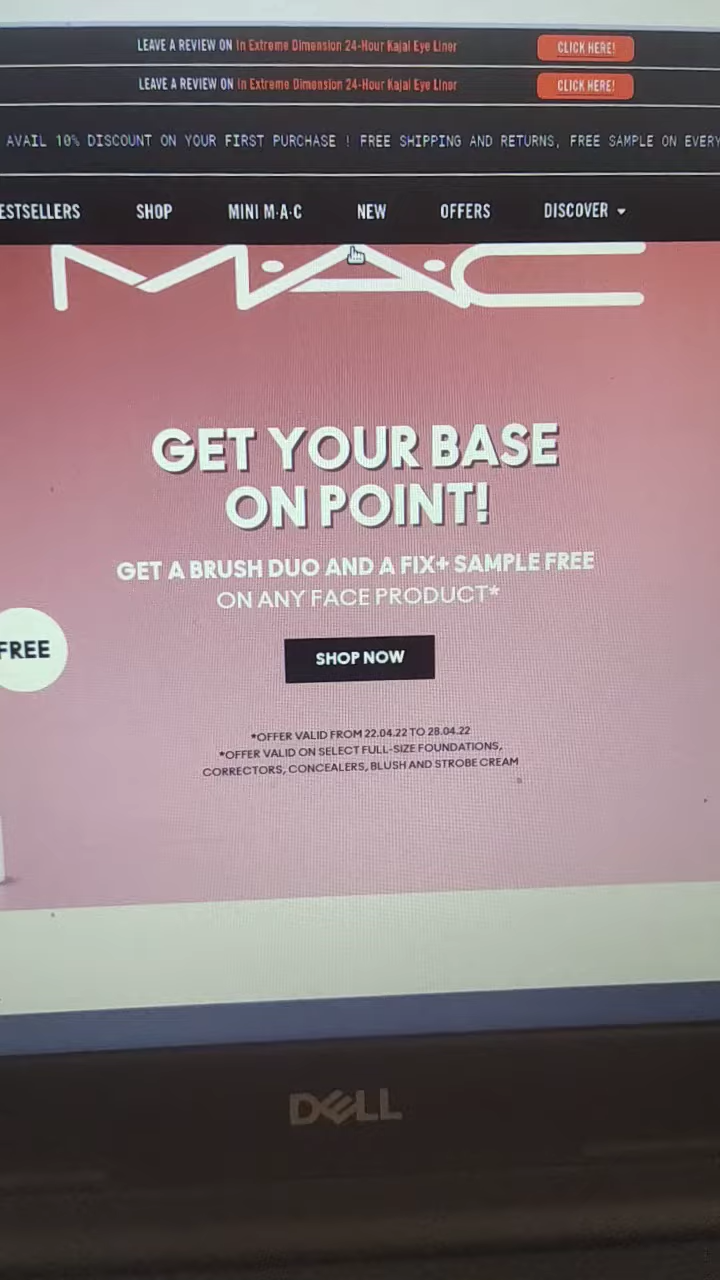 LEAVE A REVIEW ON In Extreme Dimension 24-Hour Kajal Eye Liner CLICK HERE!
LEAVE A REVIEW ON In Extreme Dimension 24-Hour Kajal Eye Liner CLICK HERE!
AVAIL 10% DISCOUNT ON YOUR FIRST PURCHASE ! FREE SHIPPING AND RETURNS, FREE SAMPLE ON EVERY
ESTSELLERS SHOP MINI M·A·C NEW OFFERS DISCOVER
M·A·C
GET YOUR BASE
ON POINT!
GET A BRUSH DUO AND A FIX+ SAMPLE FREE
ON ANY FACE PRODUCT*
FREE
SHOP NOW
*OFFER VALID FROM 22.04.22 TO 28.04.22
*OFFER VALID ON SELECT FULL-SIZE FOUNDATIONS,
CORRECTORS, CONCEALERS, BLUSH AND STROBE CREAM
DELL